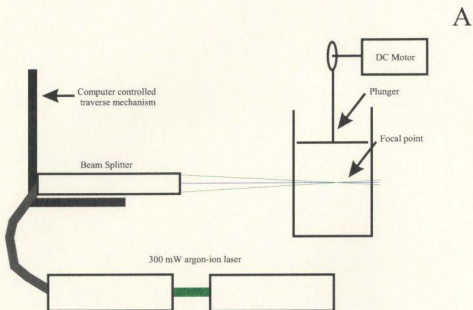 A
DC Motor
Computer controlled
traverse mechanism
Plunger
Focal point
Beam Splitter
300 mW argon-ion laser